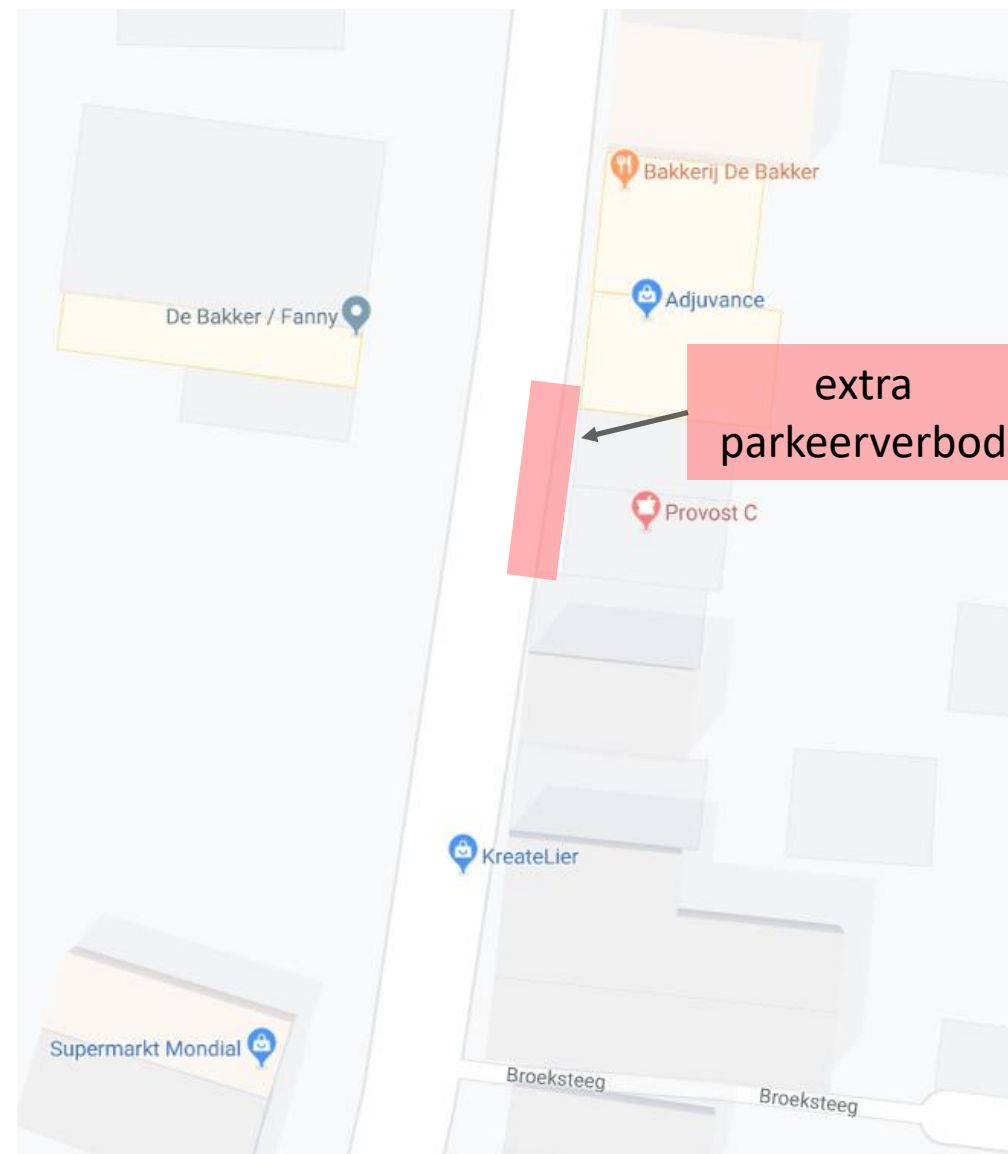 Bakkerij De Bakker
Adjuvance
De Bakker / Fanny
extra
parkeerverbod
Provost C
KreateLier
Supermarkt Mondial
Broeksteeg
Broeksteeg